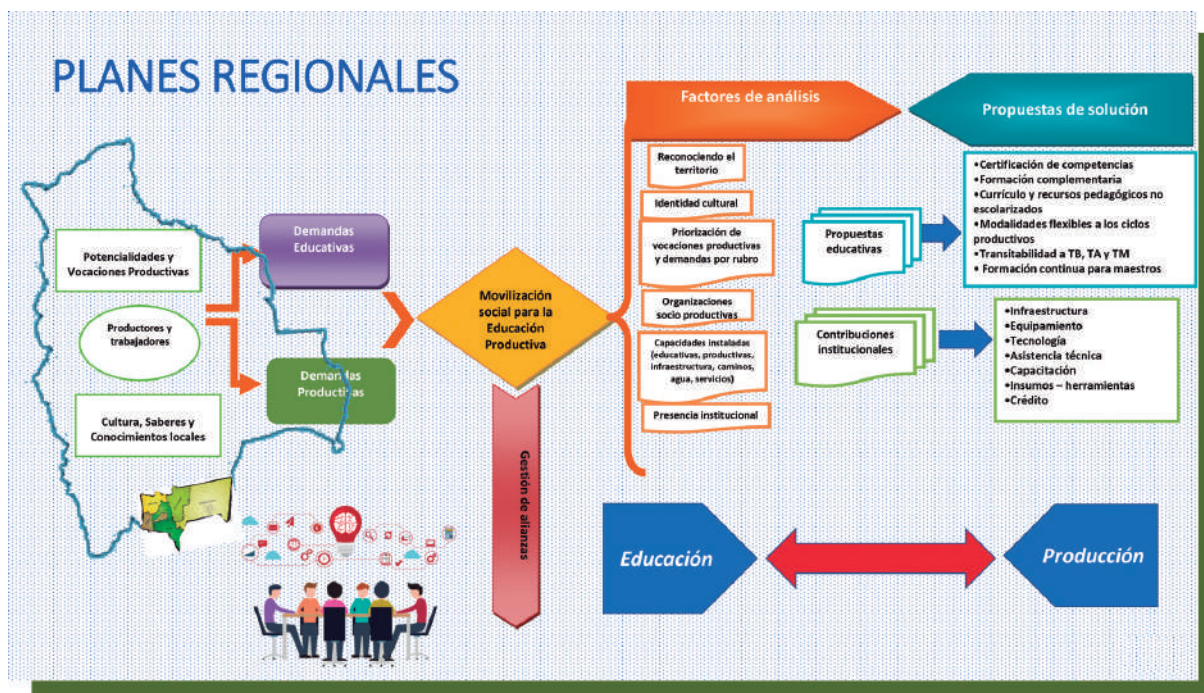 PLANES REGIONALES
Potencialidades y
Vocaciones Productivas
Productores y
trabajadores
Cultura, Saberes y
Conocimientos locales
Demandas
Educativas
Demandas
Productivas
Movilización
social para la
Educación
Productiva
Gestión de alianzas
Factores de análisis
Reconociendo el
territorio
Identidad cultural
Priorización de
vocaciones productivas
y demandas por rubro
Organizaciones
socio productivas
Capacidades instaladas
(educativas, productivas,
infraestructura, caminos,
agua, servicios)
Presencia institucional
Propuestas de solución
Propuestas
educativas
•Certificación de competencias
•Formación complementaria
•Currículo y recursos pedagógicos no
escolarizados
•Modalidades flexibles a los ciclos
productivos
•Transitabilidad a TB, TA y TM
• Formación continua para maestros
Contribuciones
institucionales
•Infraestructura
•Equipamiento
•Tecnología
•Asistencia técnica
•Capacitación
•Insumos – herramientas
•Crédito
Educación
Producción